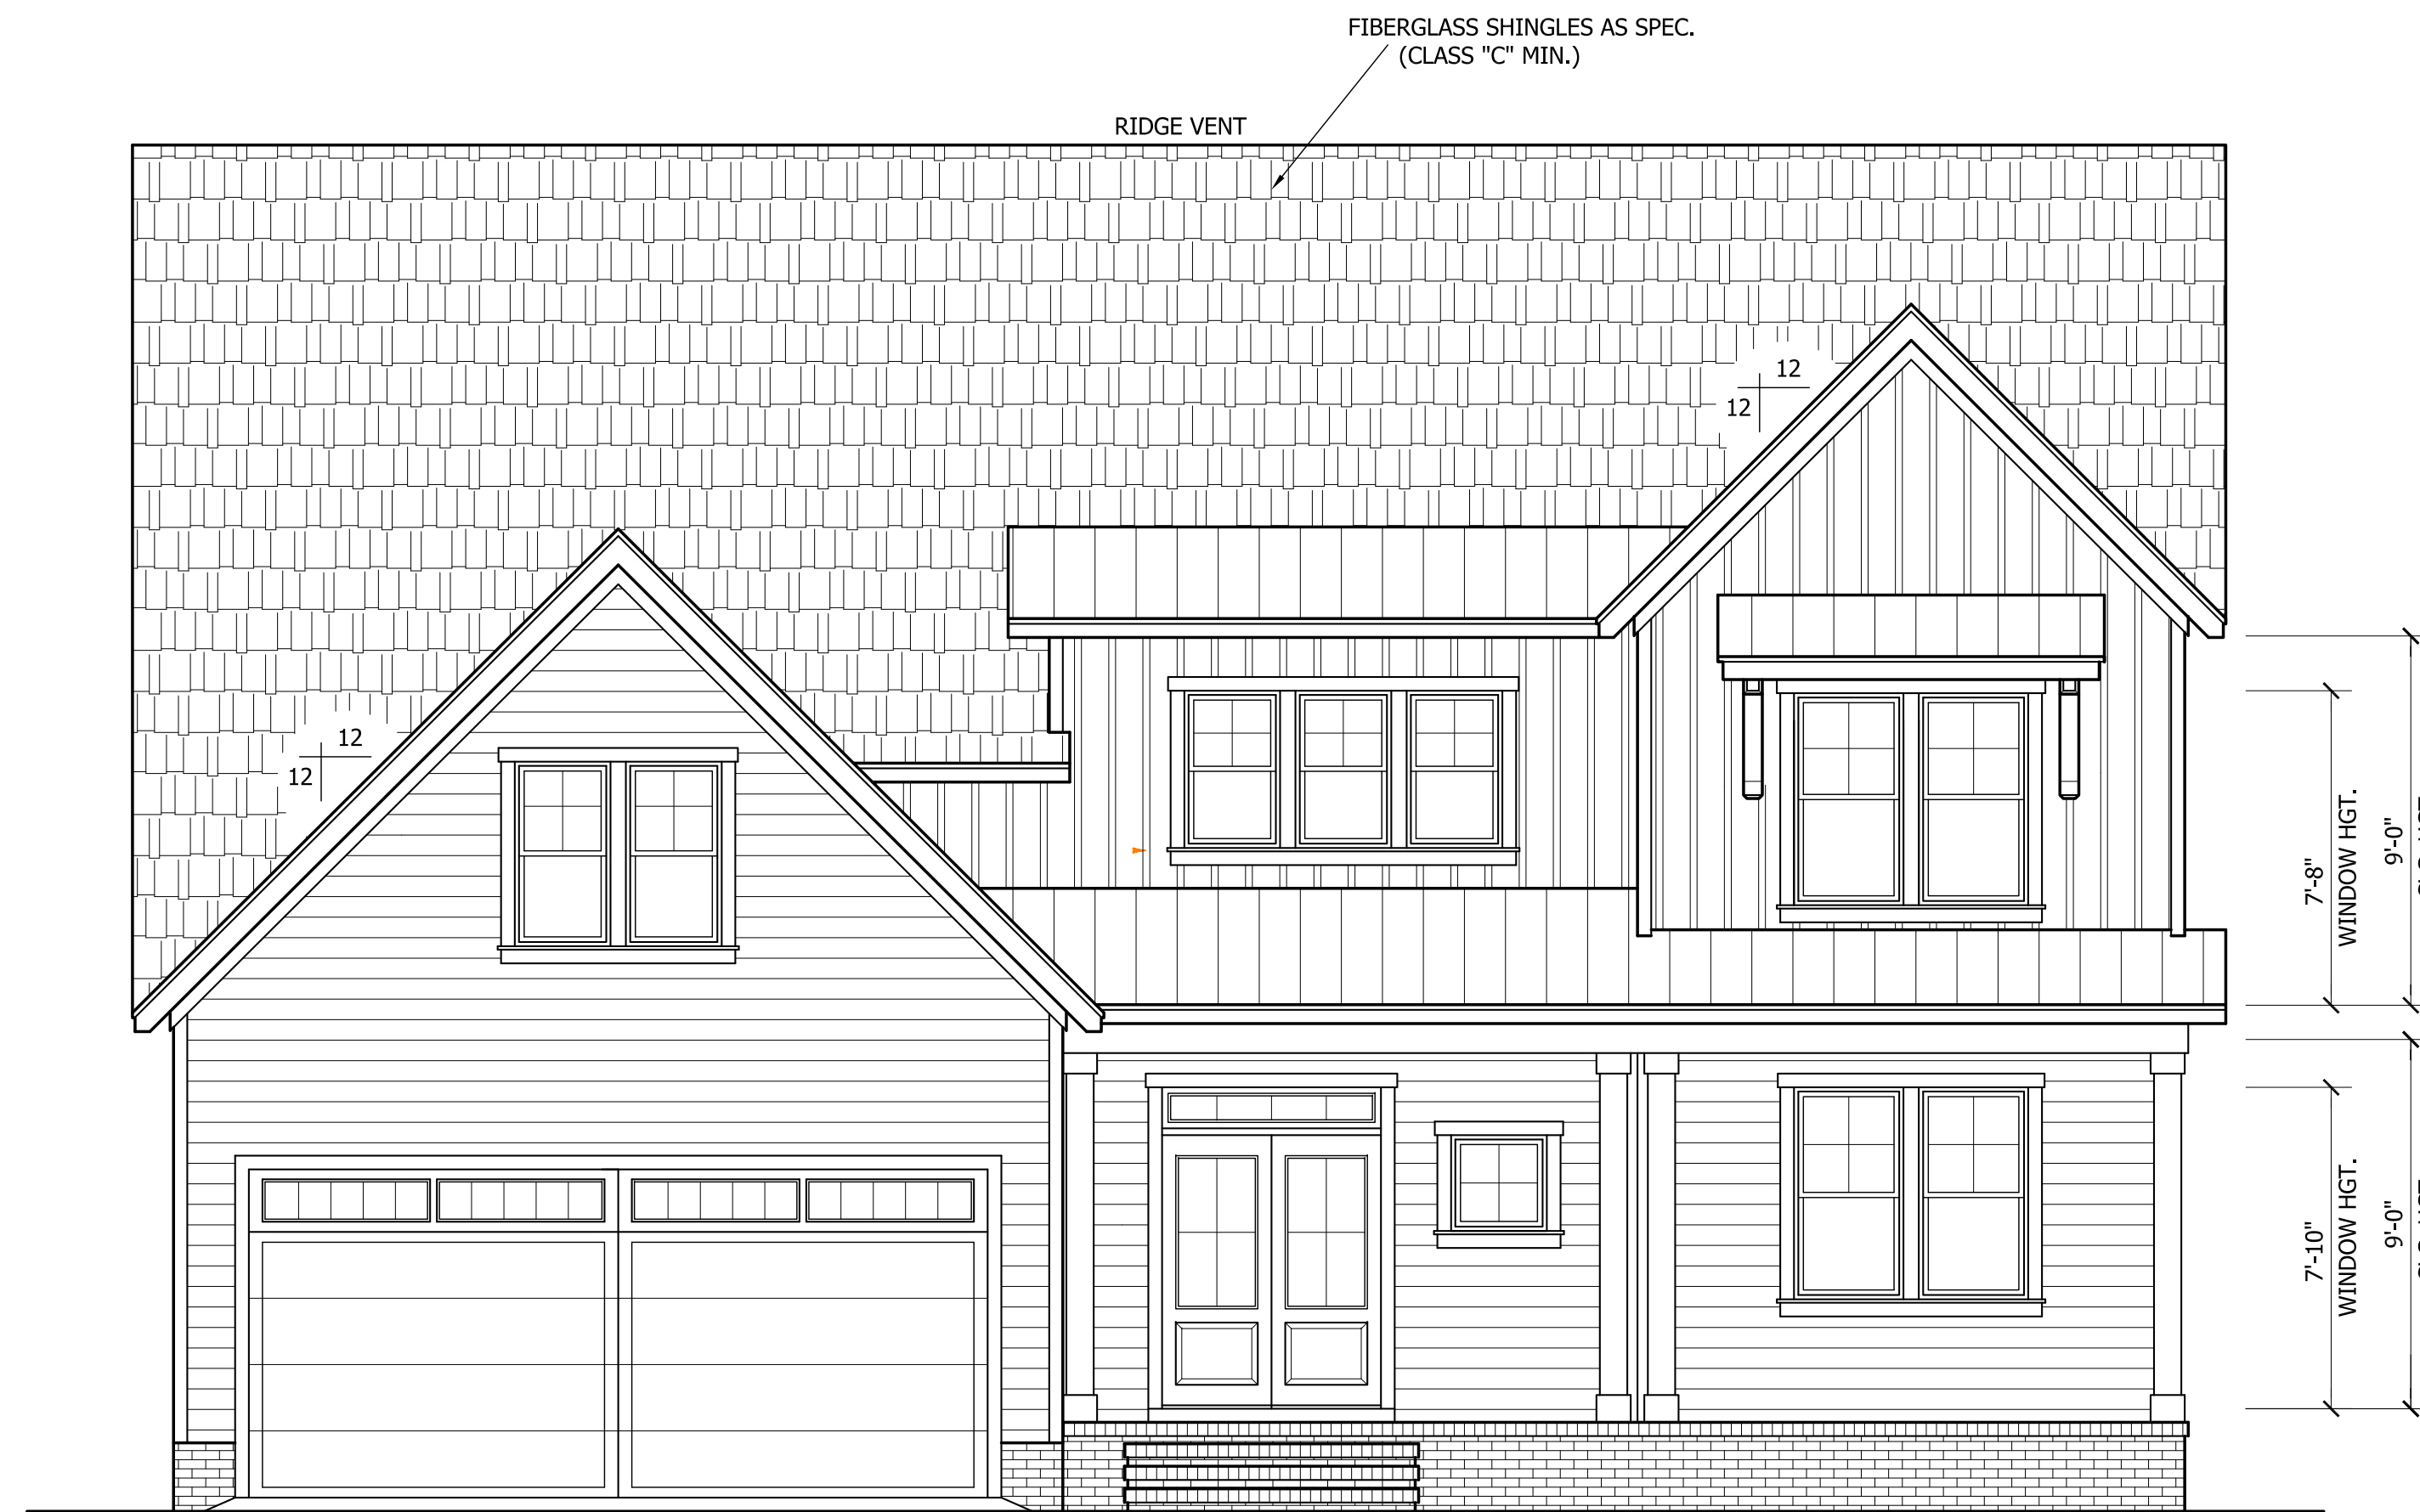 FIBERGLASS SHINGLES AS SPEC.
(CLASS "C" MIN.)
RIDGE VENT
12
12
12
12
7'-8"
WINDOW HGT.
9'-0"
7'-10"
WINDOW HGT.
9'-0"